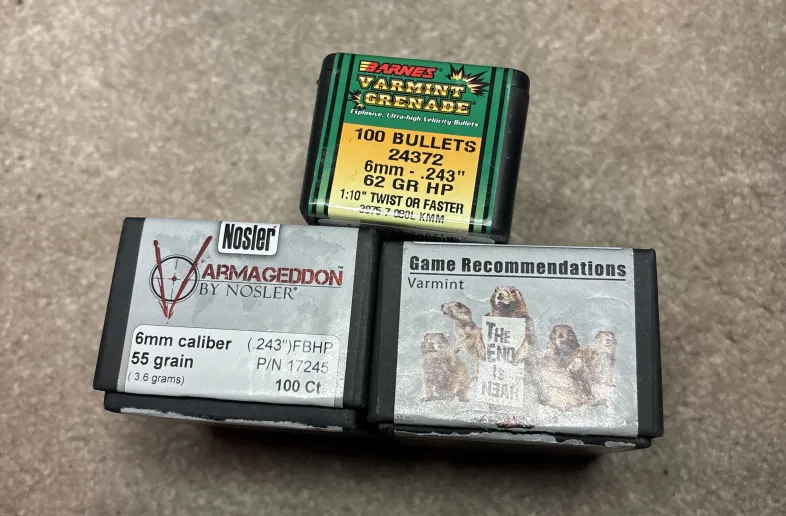 BARNES®
VARMINT
GRENADE®
Explosive, Ultra-high Velocity Bullets
100 BULLETS
24372
6mm - .243"
62 GR HP
1:10" TWIST OR FASTER
Nosler®
VARMAGEDDON™
BY NOSLER®
6mm caliber (.243")FBHP
55 grain P/N 17245
( 3.6 grams) 100 Ct
Game Recommendations
Varmint
THE
END
IS
NEAR